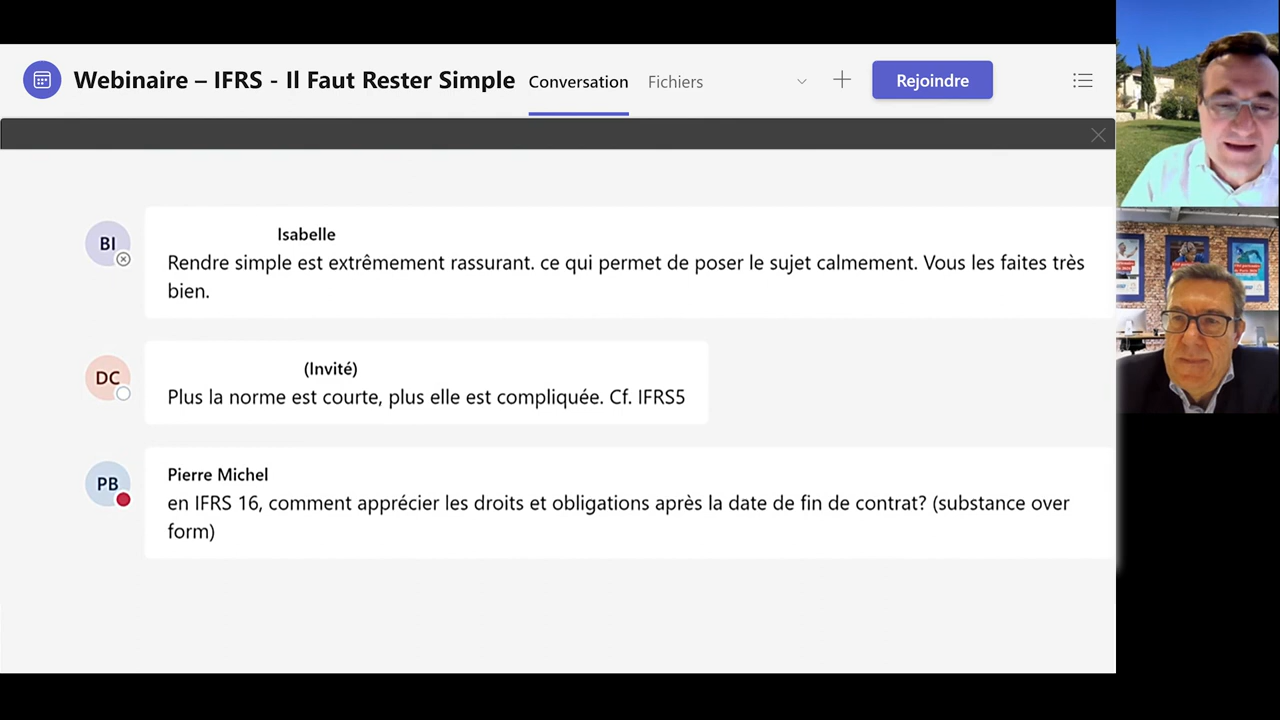 Webinaire – IFRS - Il Faut Rester Simple
Conversation
Fichiers
Rejoindre
BI
Isabelle
Rendre simple est extrêmement rassurant. ce qui permet de poser le sujet calmement. Vous les faites très
bien.
DC
(Invité)
Plus la norme est courte, plus elle est compliquée. Cf. IFRS5
PB
Pierre Michel
en IFRS 16, comment apprécier les droits et obligations après la date de fin de contrat? (substance over
form)